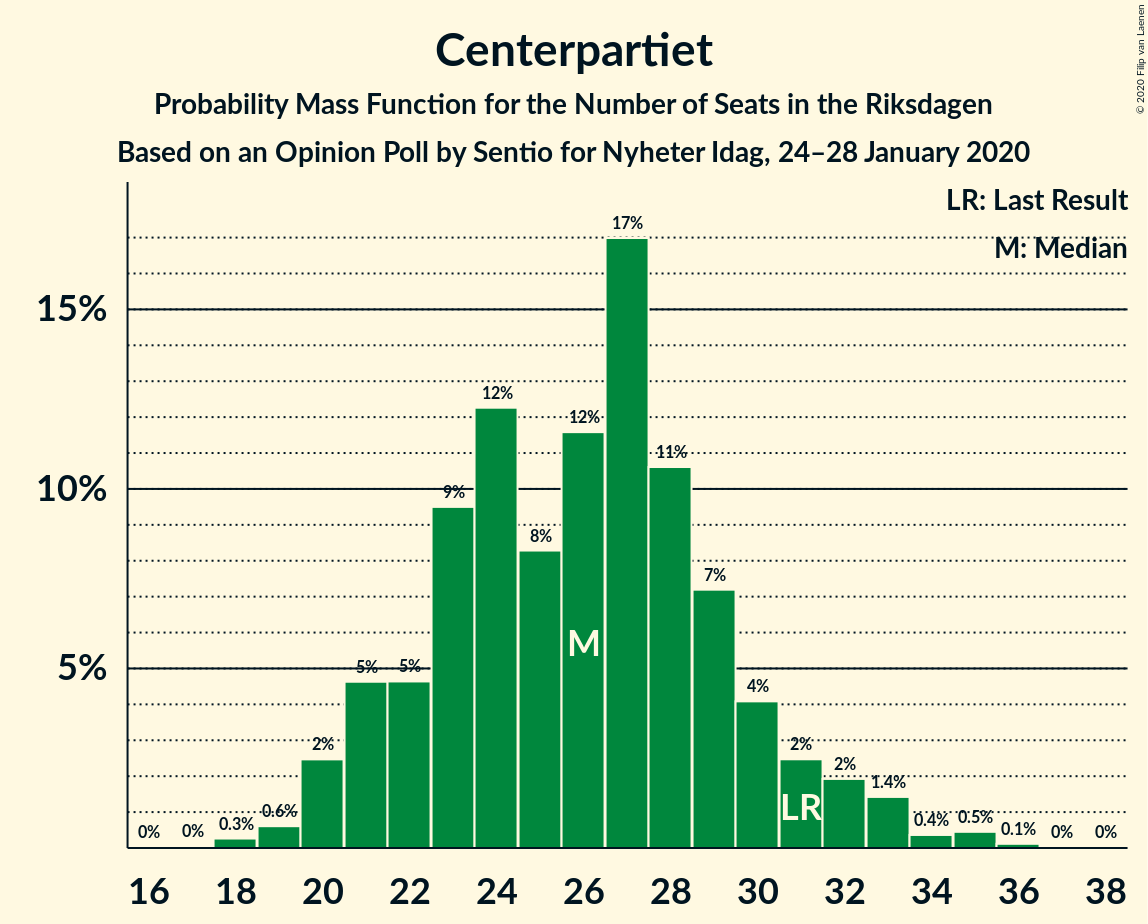 Centerpartiet
Probability Mass Function for the Number of Seats in the Riksdagen
Based on an Opinion Poll by Sentio for Nyheter Idag, 24–28 January 2020
© 2020 Filip van Laenen
LR: Last Result
M: Median
15%
10%
5%
0%
0%
0.3%
0.6%
2%
5%
5%
9%
12%
8%
12%
17%
11%
7%
4%
2%
2%
1.4%
0.4%
0.5%
0.1%
0%
0%
M
LR
16 18 20 22 24 26 28 30 32 34 36 38